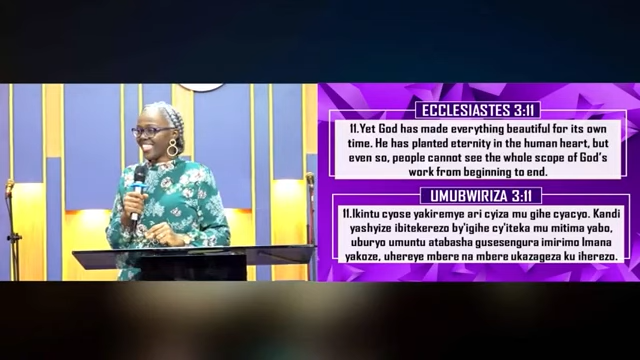 ECCLESIASTES 3:11
11.Yet God has made everything beautiful for its own
time. He has planted eternity in the human heart, but
even so, people cannot see the whole scope of God's
work from beginning to end.
UMUBWIRIZA 3:11
11.Ikintu cyose yakiremye ari cyiza mu gihe cyacyo. Kandi
yashyize ibitekerezo by'igihe cy'iteka mu mitima yabo,
uburyo umuntu atabasha gusesengura imirimo Imana
yakoze, uhereye mbere na mbere ukazageza ku iherezo.